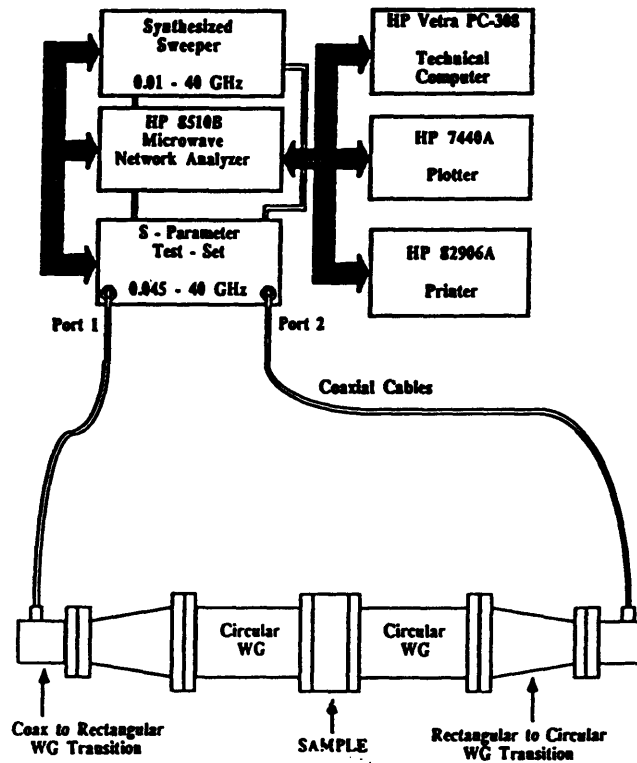 Synthesized
Sweeper
0.01 - 40 GHz
HP 8510B
Microwave
Network Analyzer
S - Parameter
Test - Set
0.045 - 40 GHz
HP Vetra PC-308
Technical
Computer
HP 7440A
Plotter
HP 82906A
Printer
Port 1
Port 2
Coaxial Cables
Circular
WG
Circular
WG
Coax to Rectangular
WG Transition
SAMPLE
Rectangular to Circular
WG Transition